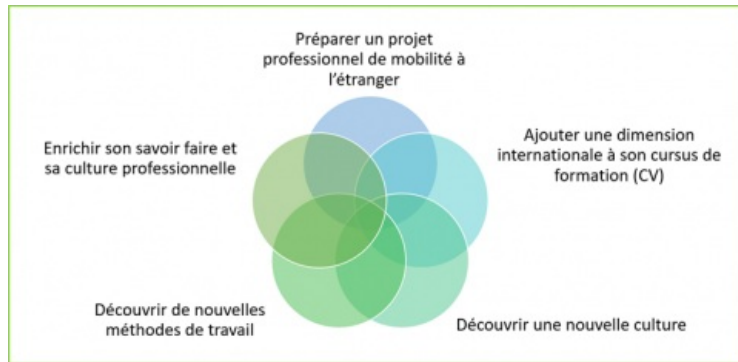 Préparer un projet
professionnel de mobilité à
l'étranger
Enrichir son savoir faire et
sa culture professionnelle
Ajouter une dimension
internationale à son cursus de
formation (CV)
Découvrir de nouvelles
méthodes de travail
Découvrir une nouvelle culture